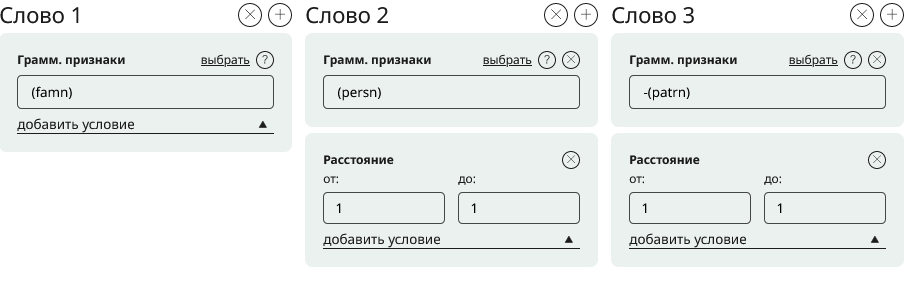 Слово 1
Грамм. признаки выбрать ?
(famn)
добавить условие
Слово 2
Грамм. признаки выбрать ?
(persn)
Расстояние
от: до:
1 1
добавить условие
Слово 3
Грамм. признаки выбрать ?
-(patrn)
Расстояние
от: до:
1 1
добавить условие